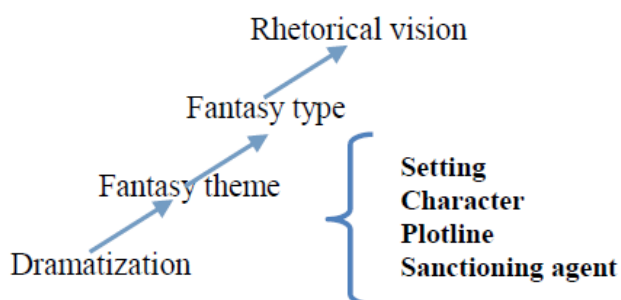 Rhetorical vision
Fantasy type
Fantasy theme
Dramatization
Setting
Character
Plotline
Sanctioning agent